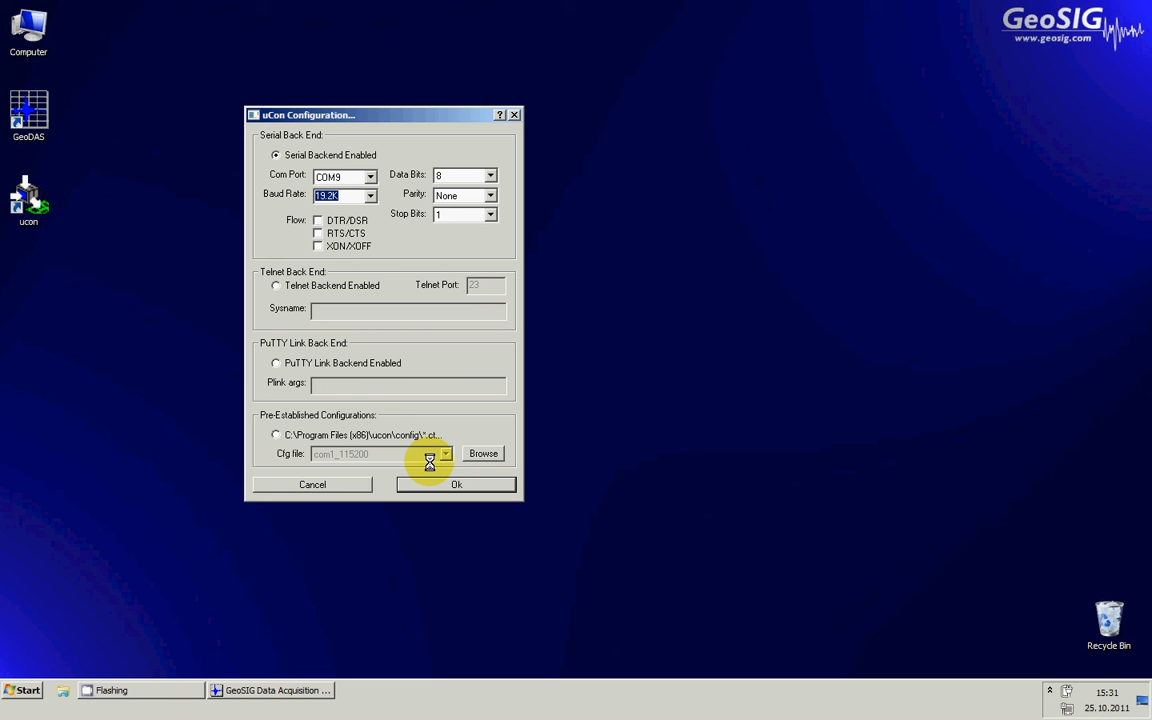 Computer
GeoDAS
ucon
GeoSIG
www.geosig.com
uCon Configuration...
Serial Back End:
Serial Backend Enabled
Com Port: COM9 Data Bits: 8
Baud Rate: 19.2K Parity: None
Flow: DTR/DSR Stop Bits: 1
RTS/CTS
XON/XOFF
Telnet Back End:
Telnet Backend Enabled Telnet Port: 23
Sysname:
PuTTY Link Back End:
PuTTY Link Backend Enabled
Plink args:
Pre-Established Configurations:
C:\Program Files (x86)\ucon\config\*.ct...
Cfg file: com1_115200 Browse
Cancel Ok
Recycle Bin
Start Flashing GeoSIG Data Acquisition ... 15:31
25.10.2011